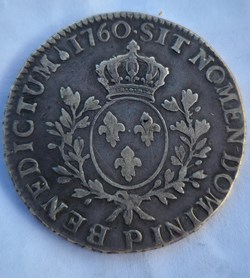 1760 · SIT NOMEN DOMINI
P
BENEDICTUM